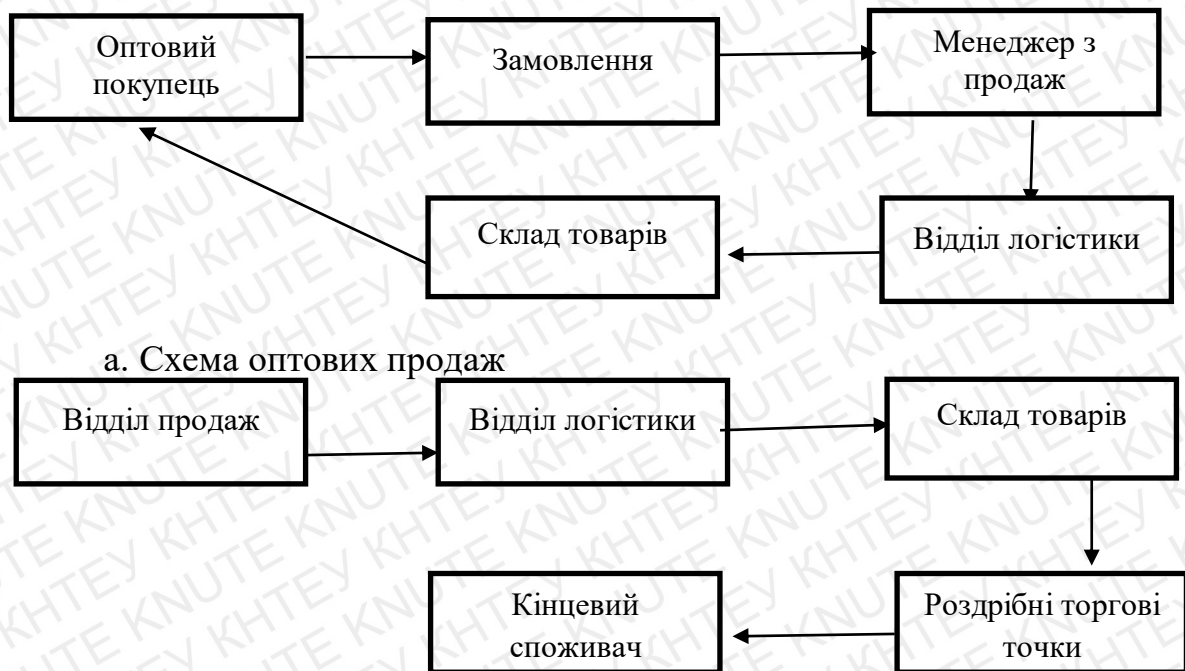 Оптовий
покупець
Замовлення
Менеджер з
продаж
Склад товарів
Відділ логістики
а. Схема оптових продаж
Відділ продаж
Відділ логістики
Склад товарів
Кінцевий
споживач
Роздрібні торгові
точки